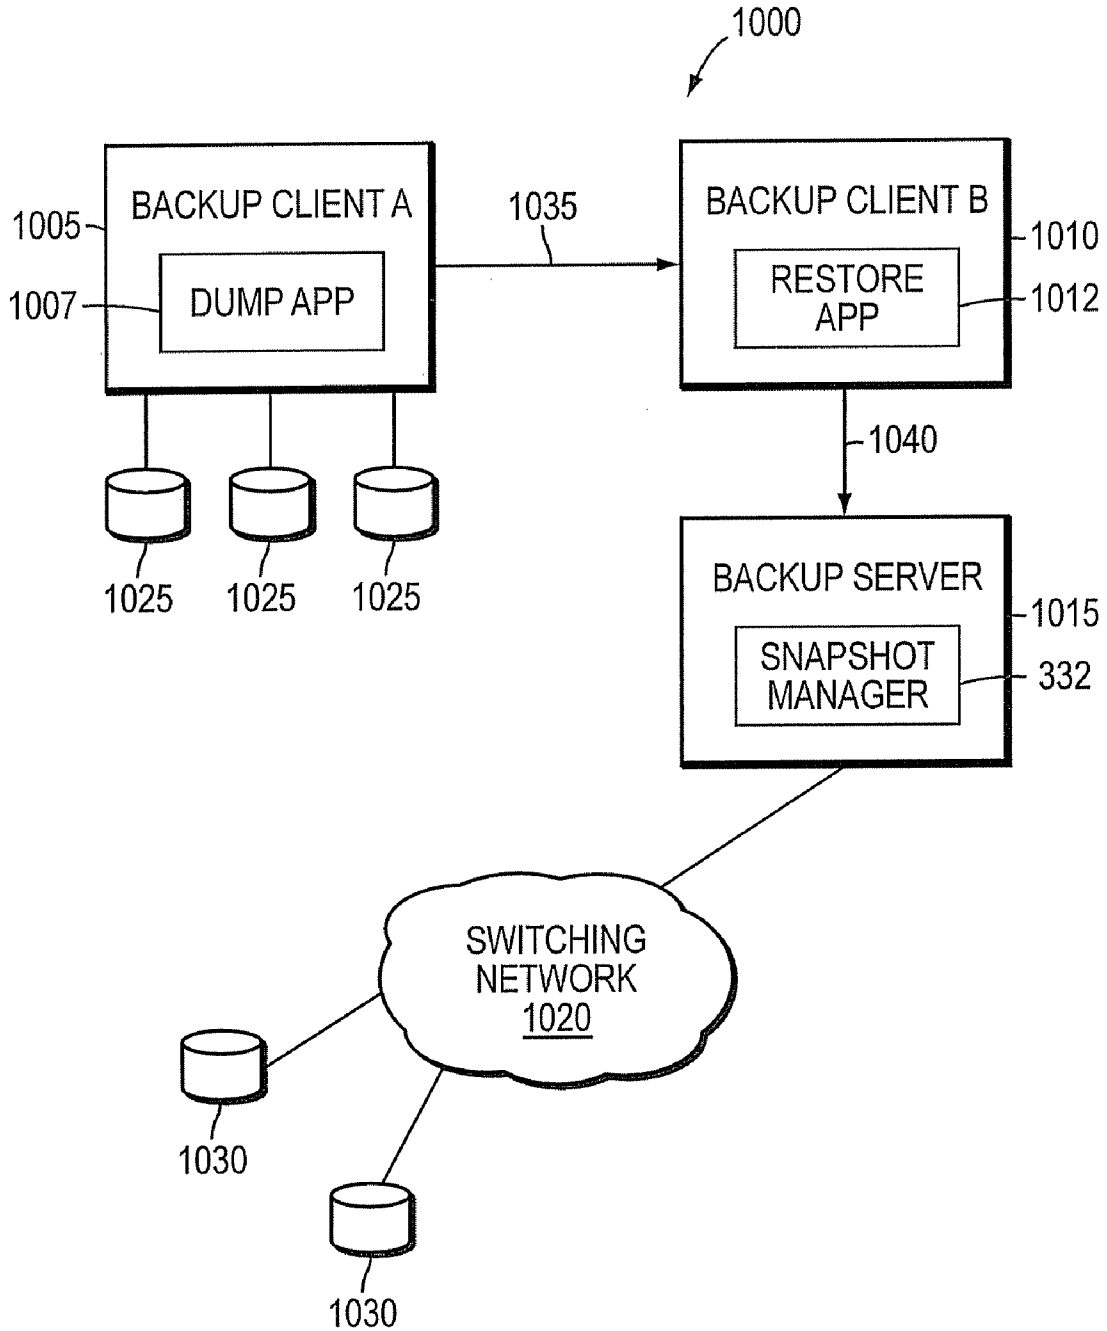 1000
BACKUP CLIENT A
1005
DUMP APP
1007
1035
BACKUP CLIENT B
1010
RESTORE
APP
1012
1025
1025
1025
1040
BACKUP SERVER
1015
SNAPSHOT
MANAGER
332
SWITCHING
NETWORK
1020
1030
1030